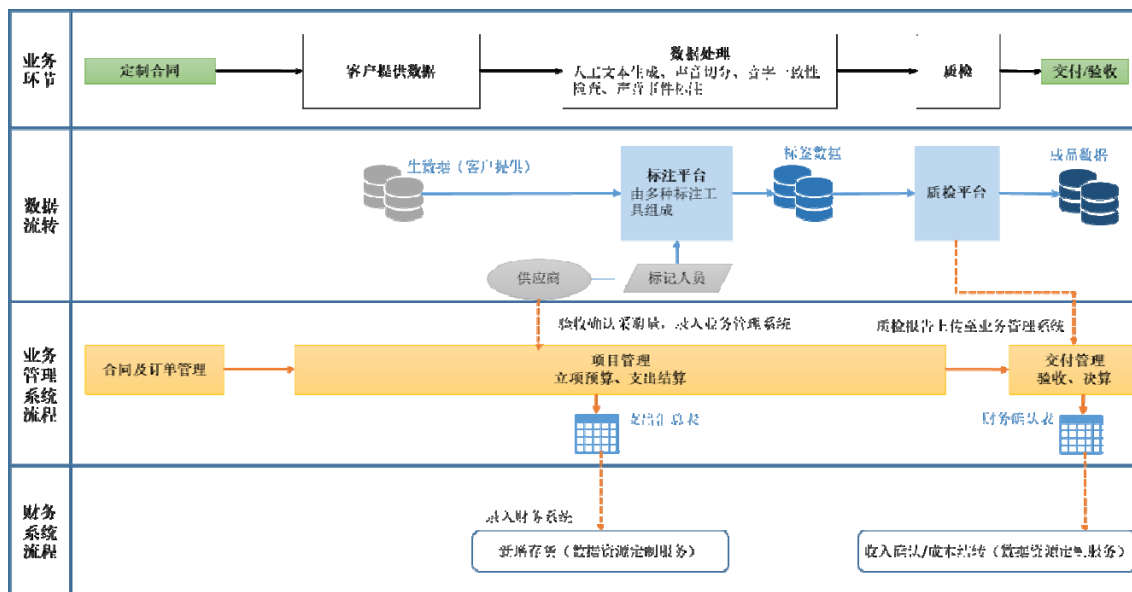 业务
环节
定制合同
客户提供数据
数据处理
人工文本生成、声音切分、音字一致性
检查、声音事件标注
质检
交付/验收
数据
流转
生数据（客户提供）
标注平台
由多种标注工
具组成
标签数据
质检平台
成品数据
供应商
标记人员
验收确认采购量，录入业务管理系统
质检报告上传至业务管理系统
业务
管理
系统
流程
合同及订单管理
项目管理
立项预算、支出结算
交付管理
验收、决算
支出汇总表
财务确认表
财务
系统
流程
录入财务系统
新增存货（数据资源定制服务）
收入确认/成本结转（数据资源定制服务）